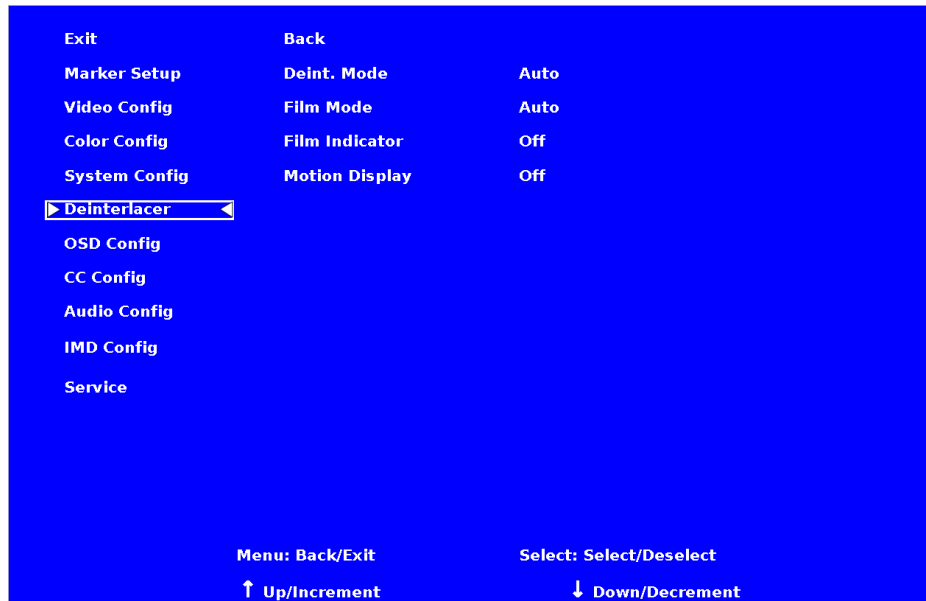 Exit Back
Marker Setup Deint. Mode Auto
Video Config Film Mode Auto
Color Config Film Indicator Off
System Config Motion Display Off
Deinterlacer
OSD Config
CC Config
Audio Config
IMD Config
Service
Menu: Back/Exit Select: Select/Deselect
↑ Up/Increment ↓ Down/Decrement